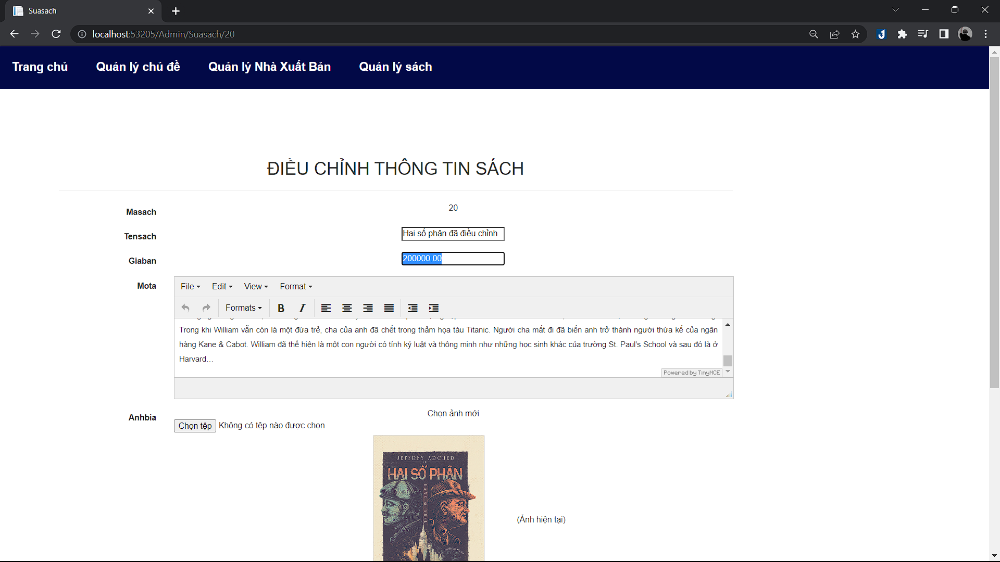 Suasach
localhost:53205/Admin/Suasach/20
Trang chủ
Quản lý chủ đề
Quản lý Nhà Xuất Bản
Quản lý sách
ĐIỀU CHỈNH THÔNG TIN SÁCH
Masach
20
Tensach
Hai số phận đã điều chỉnh
Giaban
200000.00
Mota
File
Edit
View
Format
Formats
B
I
Trong khi William vẫn còn là một đứa trẻ, cha của anh đã chết trong thảm họa tàu Titanic. Người cha mất đi đã biến anh trở thành người thừa kế của ngân
hàng Kane & Cabot. William đã thể hiện là một con người có tính kỷ luật và thông minh như những học sinh khác của trường St. Paul's School và sau đó là ở
Harvard…
Powered by TinyMCE
Anhbia
Chọn ảnh mới
Chọn tệp
Không có tệp nào được chọn
JEFFREY ARCHER
HAI SỐ PHẬN
KANE & ABEL
(Ảnh hiện tại)